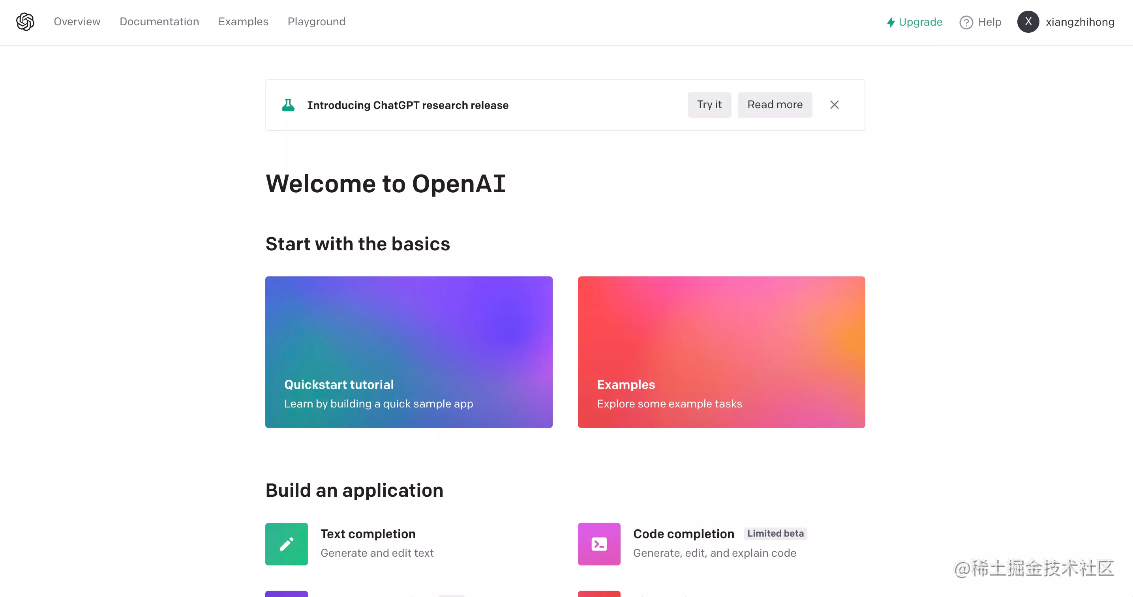 Overview Documentation Examples Playground Upgrade Help X xiangzhihong
Introducing ChatGPT research release Try it Read more
Welcome to OpenAI
Start with the basics
Quickstart tutorial
Learn by building a quick sample app
Examples
Explore some example tasks
Build an application
Text completion
Generate and edit text
Code completion Limited beta
Generate, edit, and explain code
@稀土掘金技术社区